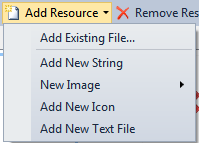 Add Resource Remove Res
Add Existing File...
Add New String
New Image
Add New Icon
Add New Text File